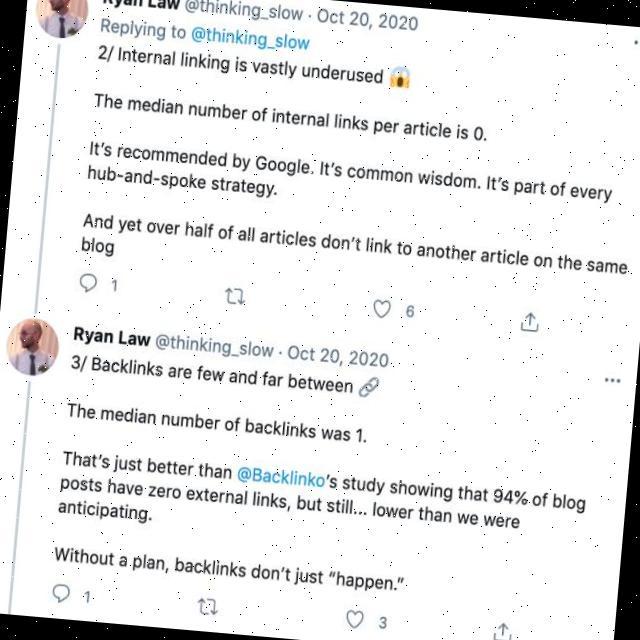 Ryan Law @thinking_slow · Oct 20, 2020
Replying to @thinking_slow
2/ Internal linking is vastly underused 😱
The median number of internal links per article is 0.
It's recommended by Google. It's common wisdom. It's part of every
hub-and-spoke strategy.
And yet over half of all articles don't link to another article on the same
blog
1 6
Ryan Law @thinking_slow · Oct 20, 2020
3/ Backlinks are few and far between 🔗
The median number of backlinks was 1.
That's just better than @Backlinko's study showing that 94% of blog
posts have zero external links, but still... lower than we were
anticipating.
Without a plan, backlinks don't just "happen."
1 3